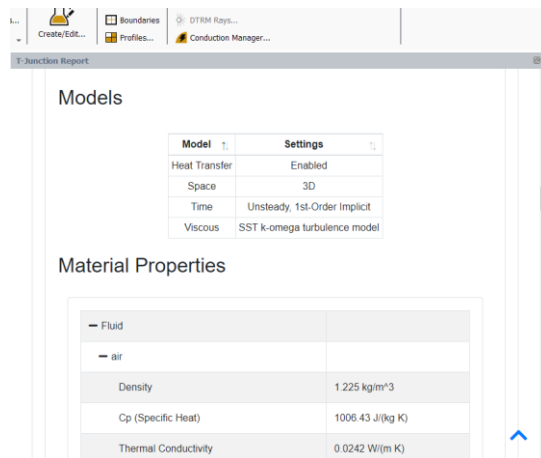 Create/Edit...
Boundaries
Profiles...
DTRM Rays...
Conduction Manager...
T-Junction Report
Models
Model Settings
Heat Transfer Enabled
Space 3D
Time Unsteady, 1st-Order Implicit
Viscous SST k-omega turbulence model
Material Properties
Fluid
air
Density 1.225 kg/m^3
Cp (Specific Heat) 1006.43 J/(kg K)
Thermal Conductivity 0.0242 W/(m K)